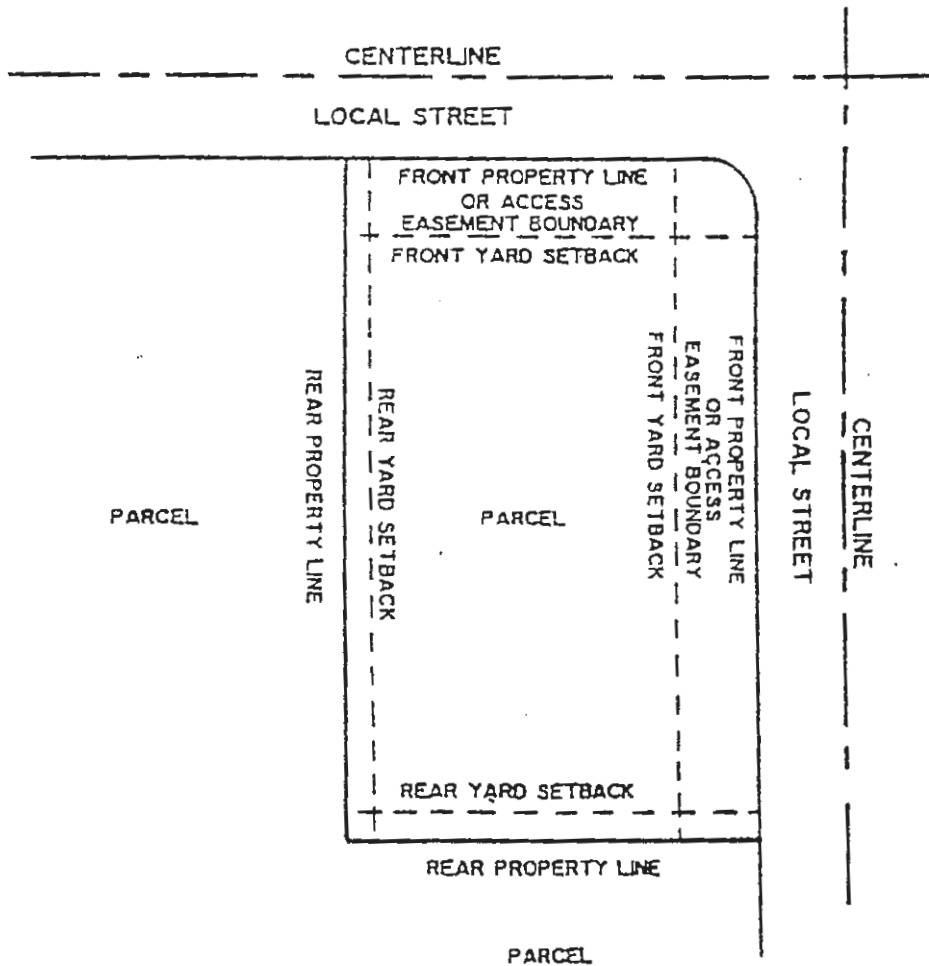 CENTERLINE
LOCAL STREET
FRONT PROPERTY LINE
OR ACCESS
EASEMENT BOUNDARY
FRONT YARD SETBACK
REAR PROPERTY LINE
REAR YARD SETBACK
FRONT YARD SETBACK
FRONT PROPERTY LINE
OR ACCESS
EASEMENT BOUNDARY
LOCAL STREET
CENTERLINE
PARCEL
PARCEL
REAR YARD SETBACK
REAR PROPERTY LINE
PARCEL